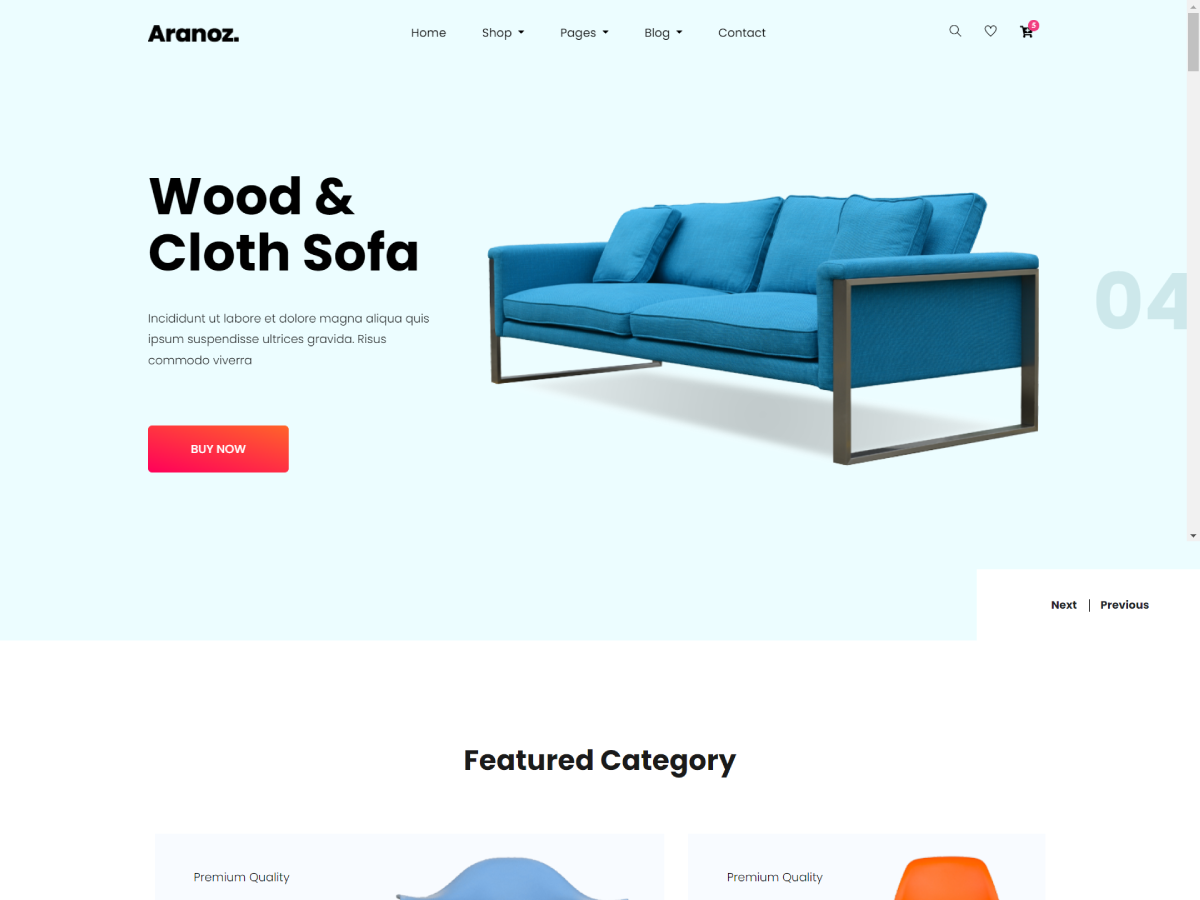 Aranoz.
Home
Shop
Pages
Blog
Contact
5
Wood &
Cloth Sofa
Incididunt ut labore et dolore magna aliqua quis
ipsum suspendisse ultrices gravida. Risus
commodo viverra
BUY NOW
04
Next | Previous
Featured Category
Premium Quality
Premium Quality